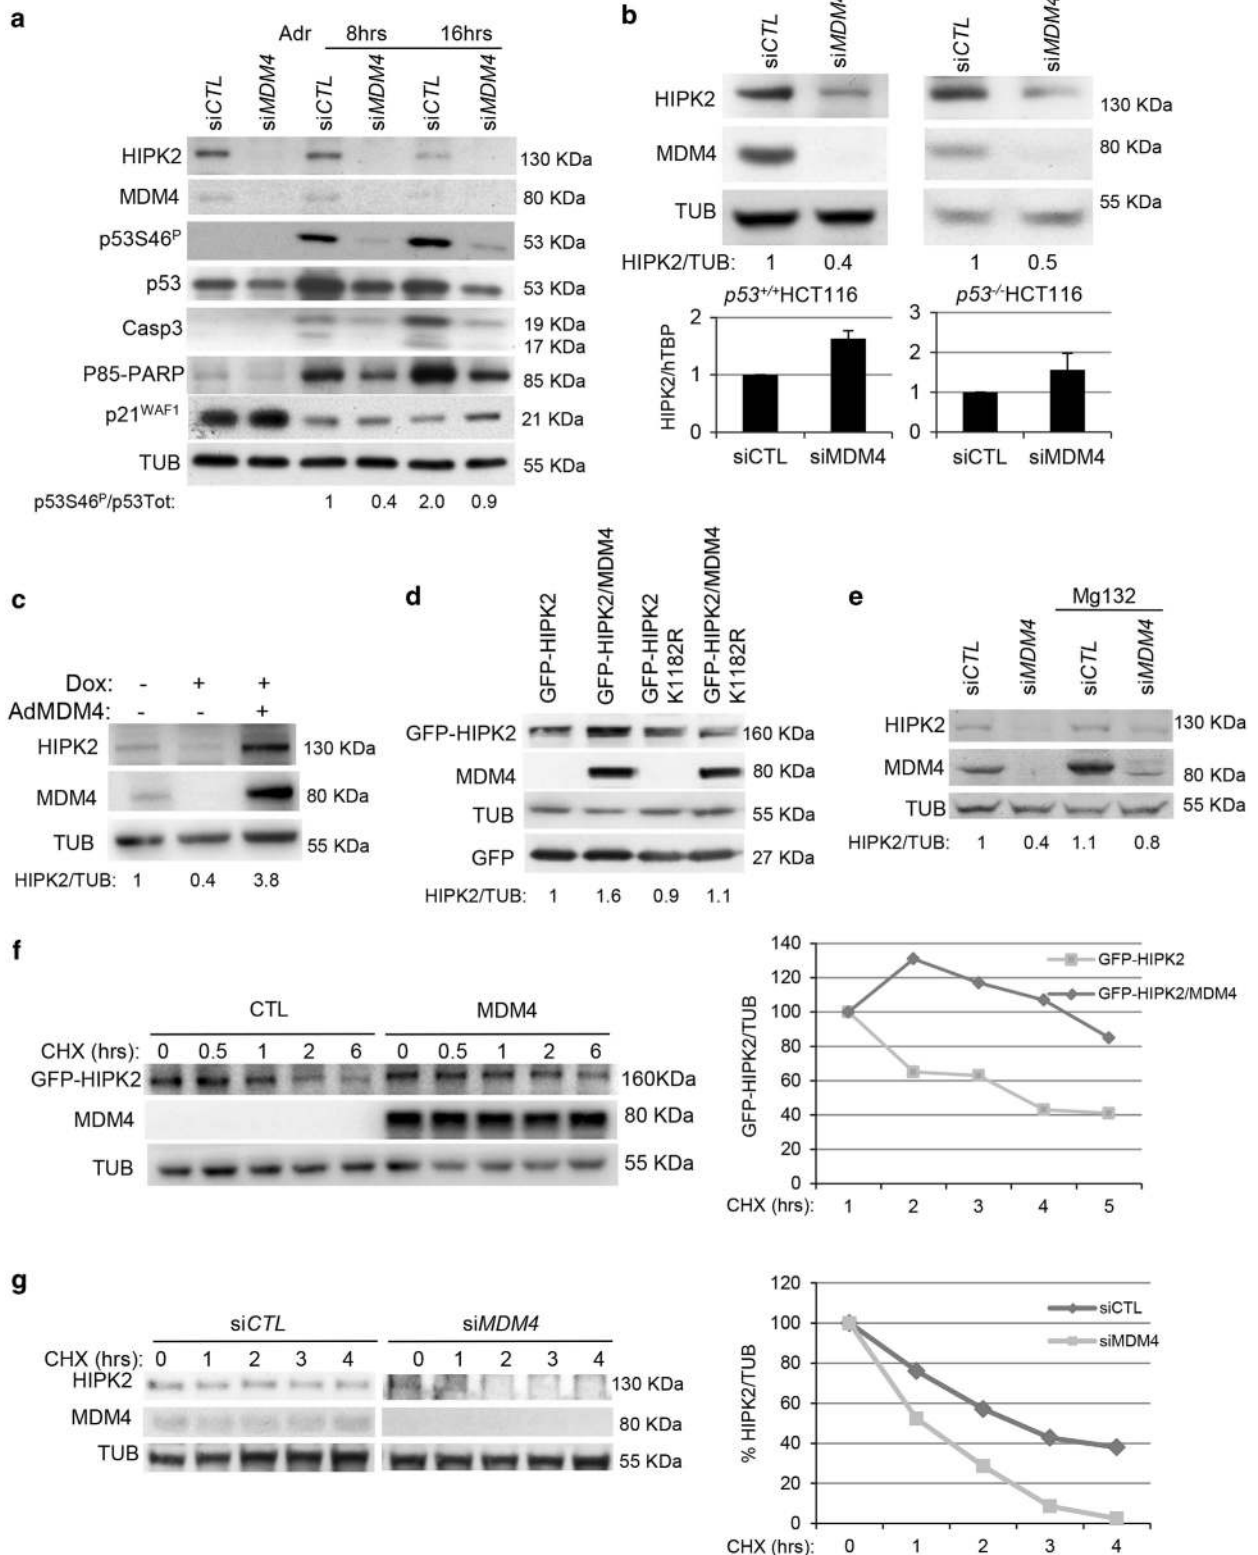 a
Adr 8hrs 16hrs
siCTL siMDM4 siCTL siMDM4 siCTL siMDM4
HIPK2 130 KDa
MDM4 80 KDa
p53S46ᴾ 53 KDa
p53 53 KDa
Casp3 19 KDa
17 KDa
P85-PARP 85 KDa
p21ᵂᴬᶠ¹ 21 KDa
TUB 55 KDa
p53S46ᴾ/p53Tot: 1 0.4 2.0 0.9
b
siCTL siMDM4 siCTL siMDM4
HIPK2 130 KDa
MDM4 80 KDa
TUB 55 KDa
HIPK2/TUB: 1 0.4 1 0.5
p53⁺/⁺HCT116 p53⁻/⁻HCT116
HIPK2/hTBP
2
1
0
siCTL siMDM4
3
2
1
0
siCTL siMDM4
c
Dox: - + +
AdMDM4: - - +
HIPK2 130 KDa
MDM4 80 KDa
TUB 55 KDa
HIPK2/TUB: 1 0.4 3.8
d
GFP-HIPK2
GFP-HIPK2/MDM4
GFP-HIPK2
K1182R
GFP-HIPK2/MDM4
K1182R
GFP-HIPK2 160 KDa
MDM4 80 KDa
TUB 55 KDa
GFP 27 KDa
HIPK2/TUB: 1 1.6 0.9 1.1
e
Mg132
siCTL siMDM4 siCTL siMDM4
HIPK2 130 KDa
MDM4 80 KDa
TUB 55 KDa
HIPK2/TUB: 1 0.4 1.1 0.8
f
CTL MDM4
CHX (hrs): 0 0.5 1 2 6 0 0.5 1 2 6
GFP-HIPK2 160KDa
MDM4 80 KDa
TUB 55 KDa
GFP-HIPK2/TUB
140
120
100
80
60
40
20
0
GFP-HIPK2
GFP-HIPK2/MDM4
CHX (hrs): 1 2 3 4 5
g
siCTL siMDM4
CHX (hrs): 0 1 2 3 4 0 1 2 3 4
HIPK2 130 KDa
MDM4 80 KDa
TUB 55 KDa
% HIPK2/TUB
120
100
80
60
40
20
0
siCTL
siMDM4
CHX (hrs): 0 1 2 3 4